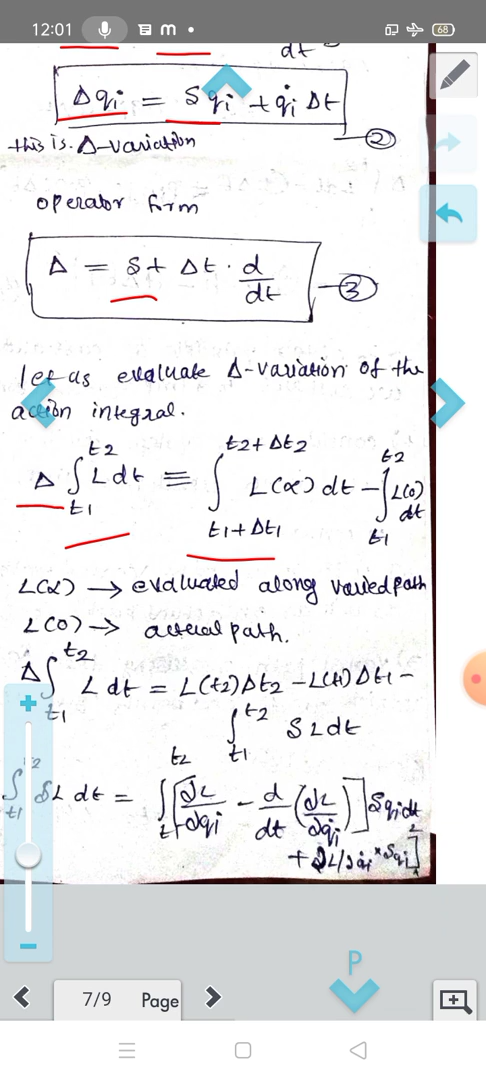 12:01
68
dt
Δqi = δqi + q̇i Δt
this is Δ-variation —②
operator form
Δ = δ + Δt . d/dt —③
let us evaluate Δ-variation of the
action integral.
Δ ∫t1^t2 L dt ≡ ∫t1+Δt1^t2+Δt2 L(α) dt - ∫t1^t2 L(0) dt
L(α) → evaluated along varied path
L(0) → actual path.
Δ∫t1^t2 L dt = L(t2)Δt2 - L(t1)Δt1 -
∫t1^t2 δL dt
∫t1^t2 δL dt = ∫t1^t2 [∂L/∂qi - d/dt (∂L/∂q̇i)] δqi dt
+ ∂L/∂q̇i × δqi]
P
7/9 Page